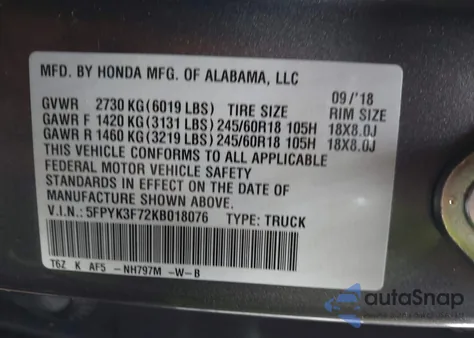 MFD. BY HONDA MFG. OF ALABAMA, LLC
09/'18
GVWR 2730 KG(6019 LBS) TIRE SIZE RIM SIZE
GAWR F 1420 KG(3131 LBS) 245/60R18 105H 18X8.0J
GAWR R 1460 KG(3219 LBS) 245/60R18 105H 18X8.0J
THIS VEHICLE CONFORMS TO ALL APPLICABLE
FEDERAL MOTOR VEHICLE SAFETY
STANDARDS IN EFFECT ON THE DATE OF
MANUFACTURE SHOWN ABOVE.
V.I.N.: 5FPYK3F72KB018076 TYPE: TRUCK
T6Z K AF5 -NH797M -W-B
autoSnap